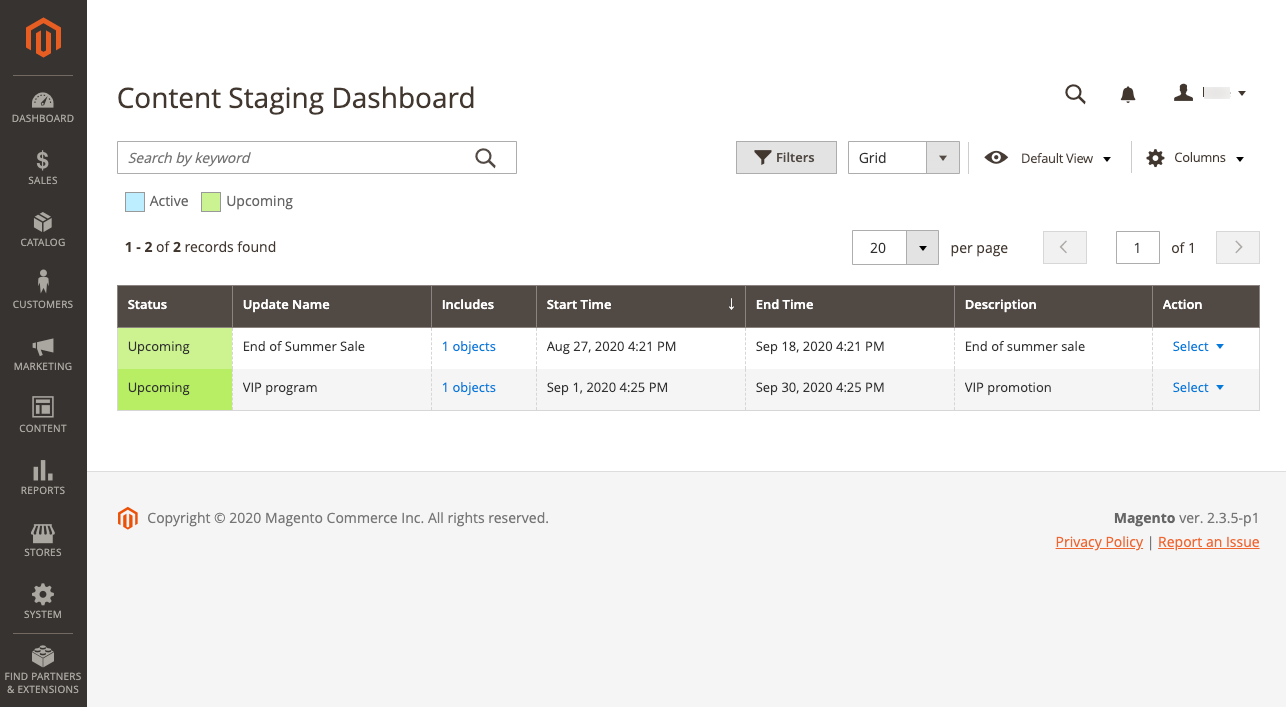 Content Staging Dashboard
Search by keyword
Filters
Grid
Default View
Columns
Active Upcoming
1 - 2 of 2 records found
20 per page 1 of 1
Status Update Name Includes Start Time ↓ End Time Description Action
Upcoming End of Summer Sale 1 objects Aug 27, 2020 4:21 PM Sep 18, 2020 4:21 PM End of summer sale Select
Upcoming VIP program 1 objects Sep 1, 2020 4:25 PM Sep 30, 2020 4:25 PM VIP promotion Select
DASHBOARD
SALES
CATALOG
CUSTOMERS
MARKETING
CONTENT
REPORTS
STORES
SYSTEM
FIND PARTNERS
& EXTENSIONS
Copyright © 2020 Magento Commerce Inc. All rights reserved.
Magento ver. 2.3.5-p1
Privacy Policy | Report an Issue